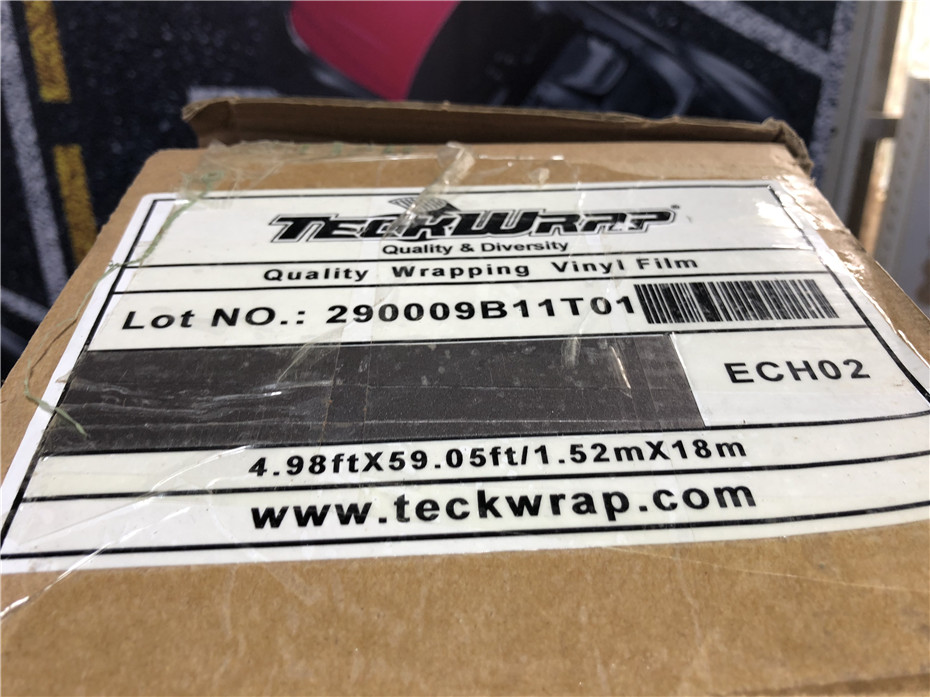 TECKWRAP®
Quality & Diversity
Quality Wrapping Vinyl Film
Lot NO.: 290009B11T01
ECH02
4.98ftX59.05ft/1.52mX18m
www.teckwrap.com